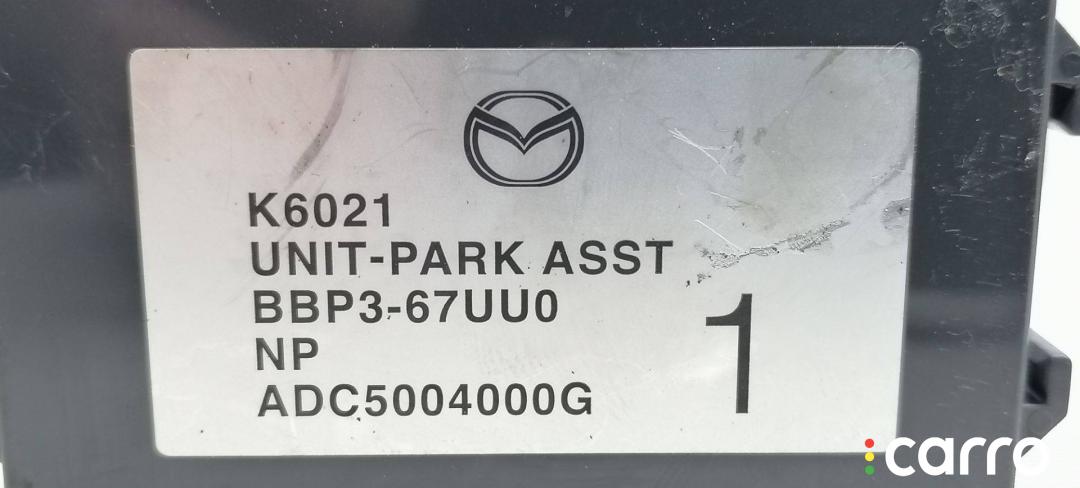 K6021
UNIT-PARK ASST
BBP3-67UU0
NP
ADC5004000G
1
carro